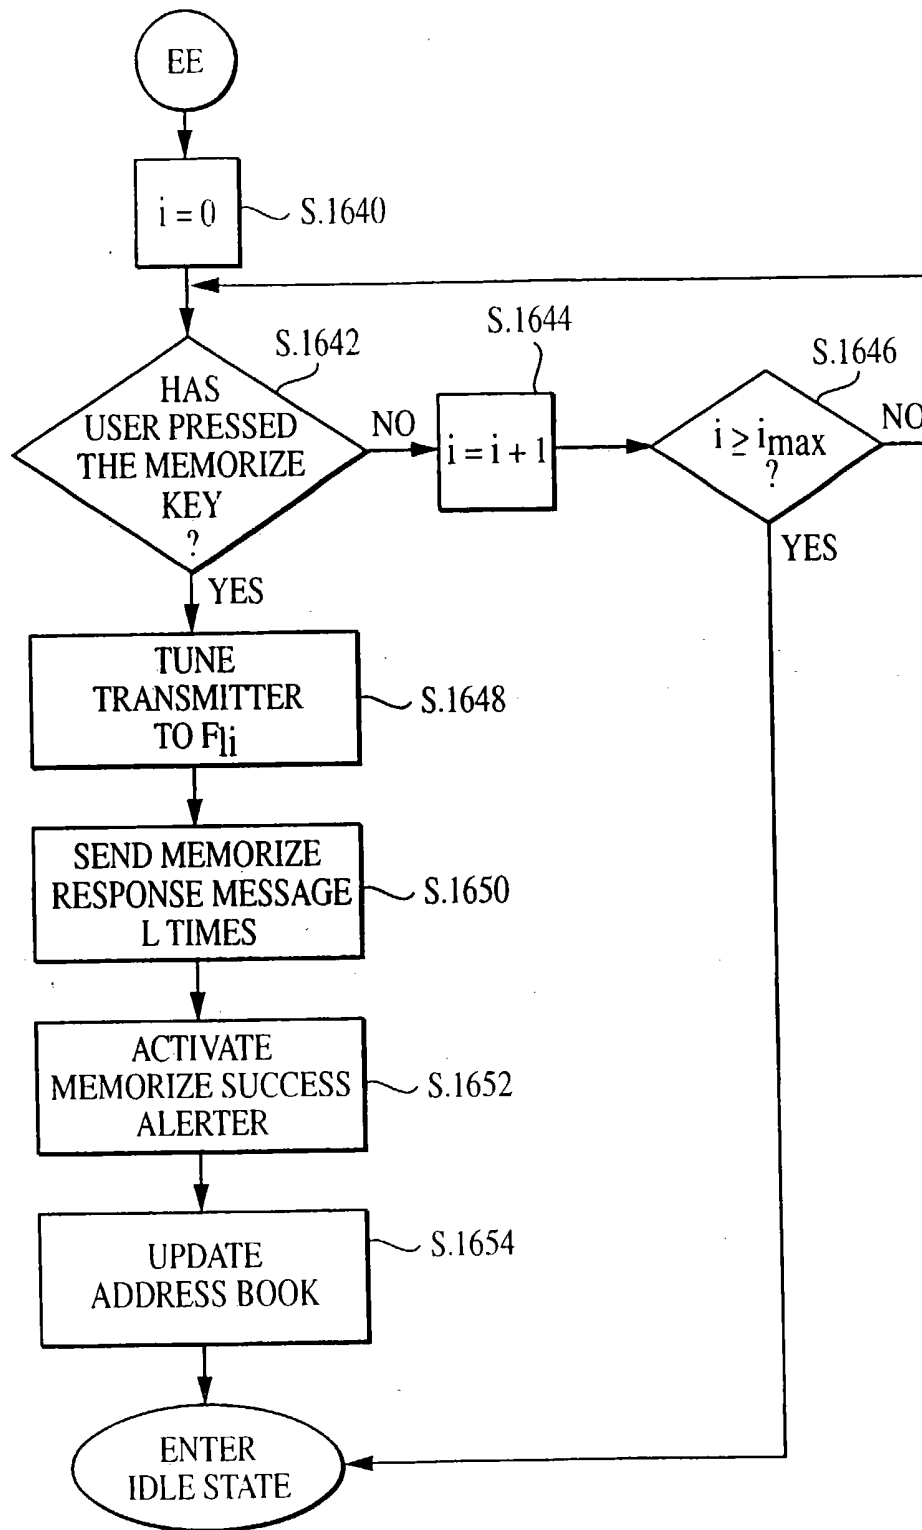 EE
i = 0
S.1640
S.1642
HAS
USER PRESSED
THE MEMORIZE
KEY
?
NO
S.1644
i = i + 1
S.1646
i ≥ imax
?
NO
YES
YES
TUNE
TRANSMITTER
TO Fli
S.1648
SEND MEMORIZE
RESPONSE MESSAGE
L TIMES
S.1650
ACTIVATE
MEMORIZE SUCCESS
ALERTER
S.1652
UPDATE
ADDRESS BOOK
S.1654
ENTER
IDLE STATE